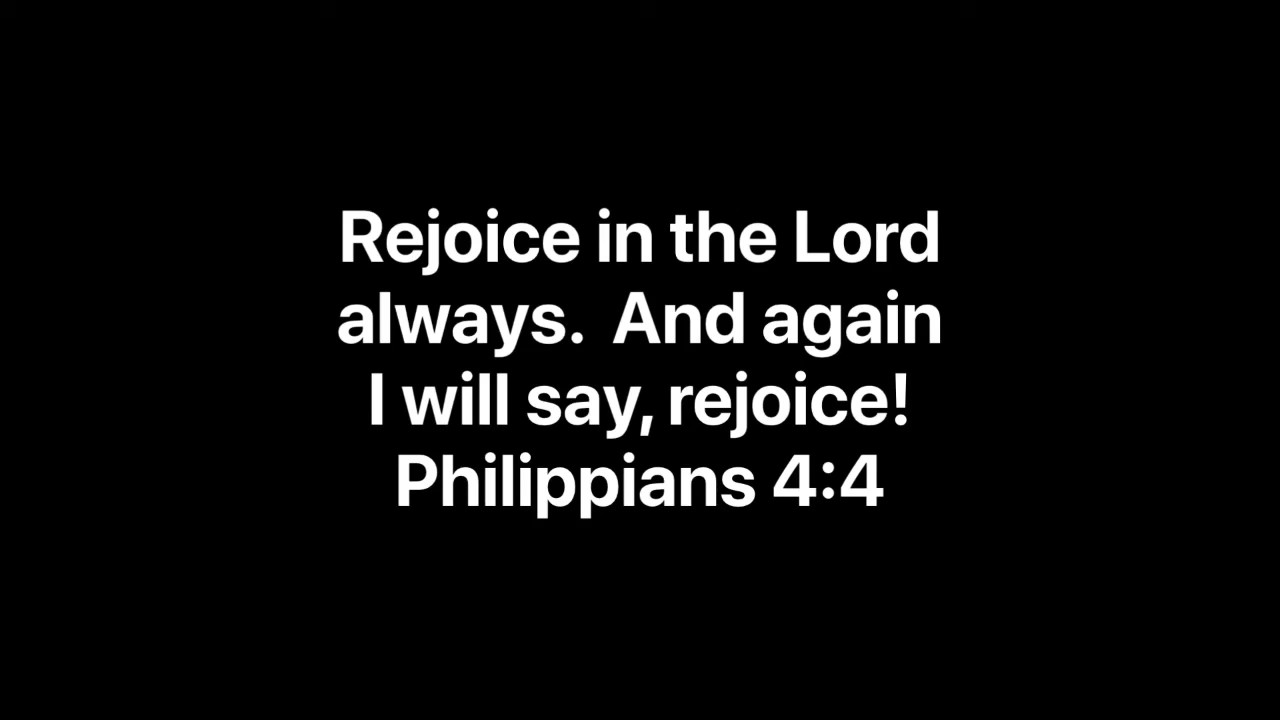 Rejoice in the Lord
always.  And again
I will say, rejoice!
Philippians 4:4